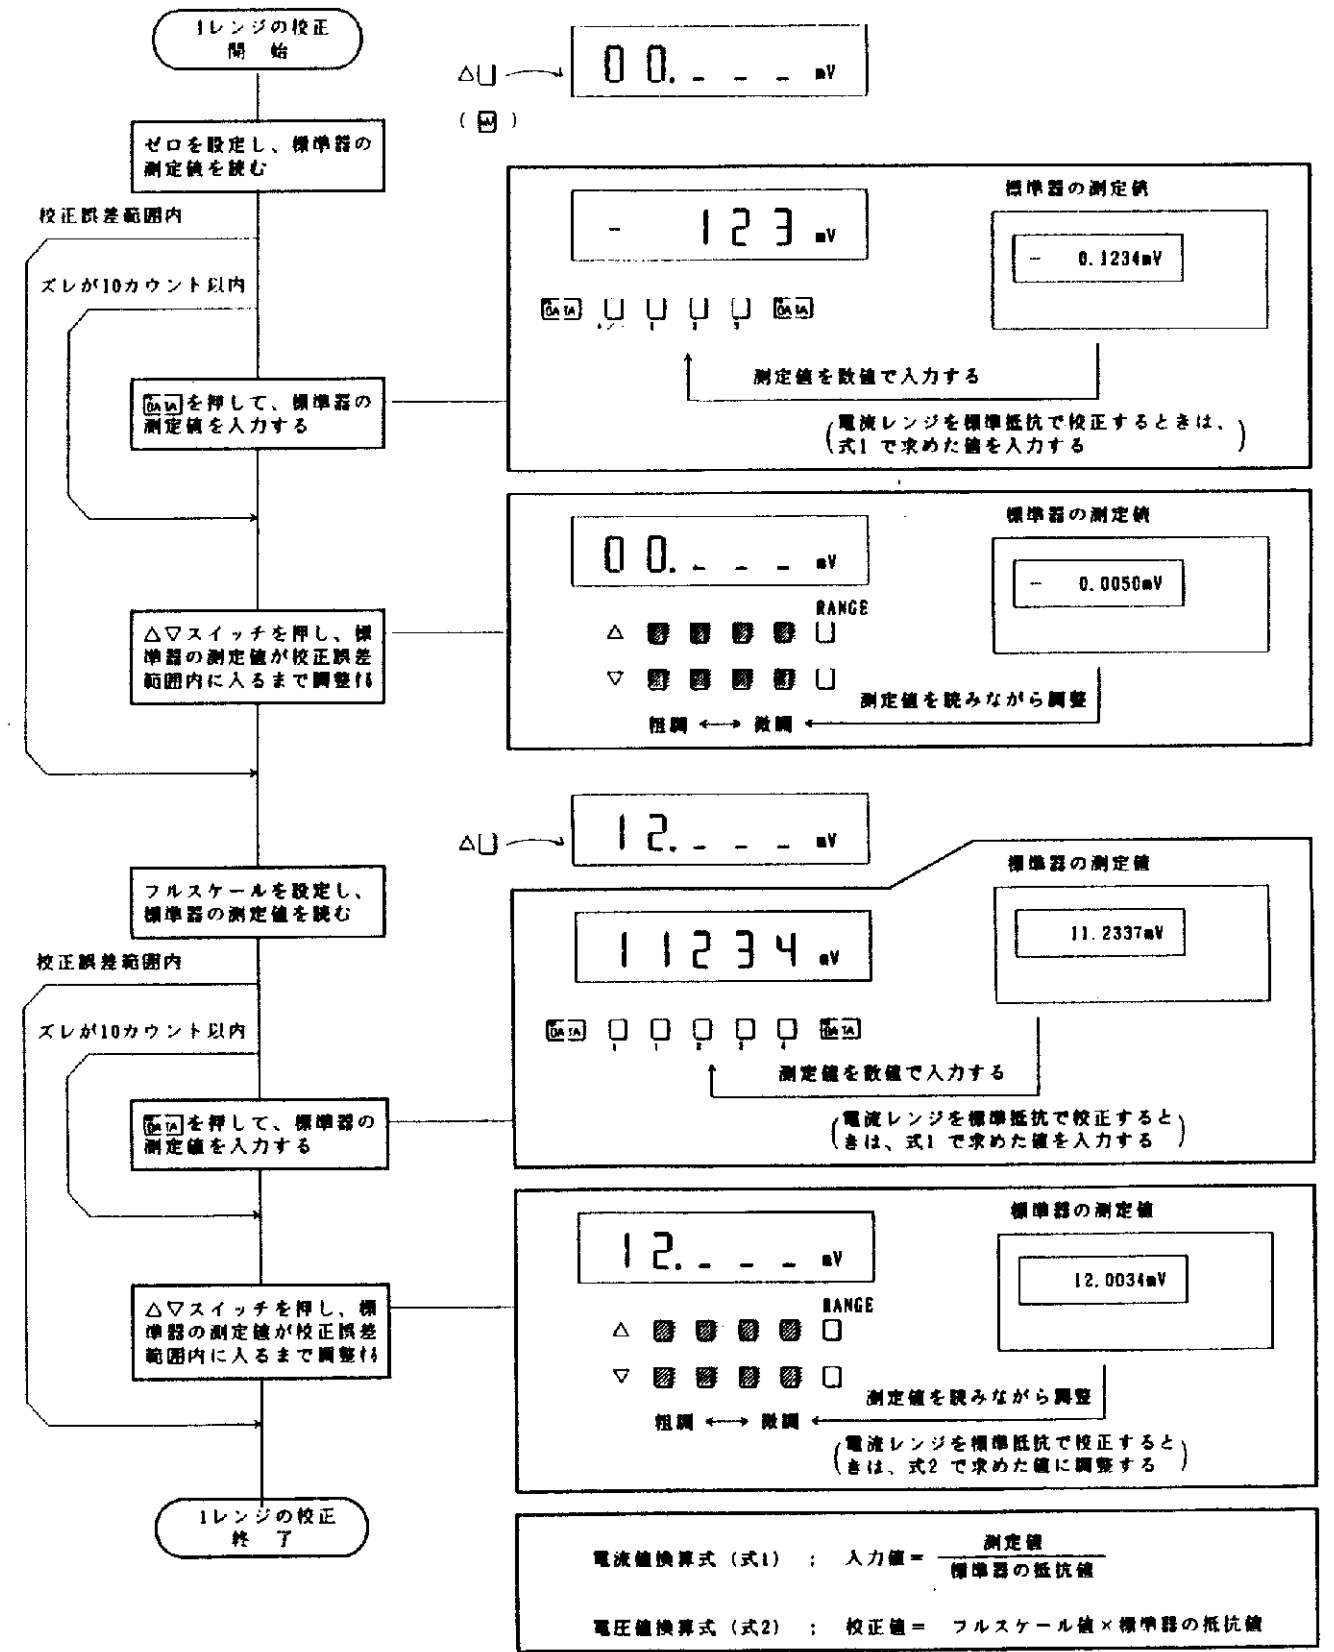 1レンジの校正
開 始
△
00.___ mV
( mV )
ゼロを設定し、標準器の
測定値を読む
校正誤差範囲内
ズレが10カウント以内
- 123 mV
標準器の測定値
- 0.1234mV
DATA
DATA
+/-
1
2
3
測定値を数値で入力する
(電流レンジを標準抵抗で校正するときは、
式1 で求めた値を入力する)
DATAを押して、標準器の
測定値を入力する
00.___ mV
標準器の測定値
- 0.0050mV
RANGE
△
▽
測定値を読みながら調整
粗調 ←→ 微調
△▽スイッチを押し、標
準器の測定値が校正誤差
範囲内に入るまで調整する
△
12.___ mV
フルスケールを設定し、
標準器の測定値を読む
校正誤差範囲内
ズレが10カウント以内
11234 mV
標準器の測定値
11.2337mV
DATA
DATA
1
1
2
3
4
測定値を数値で入力する
(電流レンジを標準抵抗で校正すると
きは、式1 で求めた値を入力する)
DATAを押して、標準器の
測定値を入力する
12.___ mV
標準器の測定値
12.0034mV
RANGE
△
▽
測定値を読みながら調整
粗調 ←→ 微調
(電流レンジを標準抵抗で校正すると
きは、式2 で求めた値に調整する)
△▽スイッチを押し、標
準器の測定値が校正誤差
範囲内に入るまで調整する
1レンジの校正
終 了
電流値換算式 (式1) ; 入力値= 測定値
標準器の抵抗値
電圧値換算式 (式2) ; 校正値= フルスケール値×標準器の抵抗値